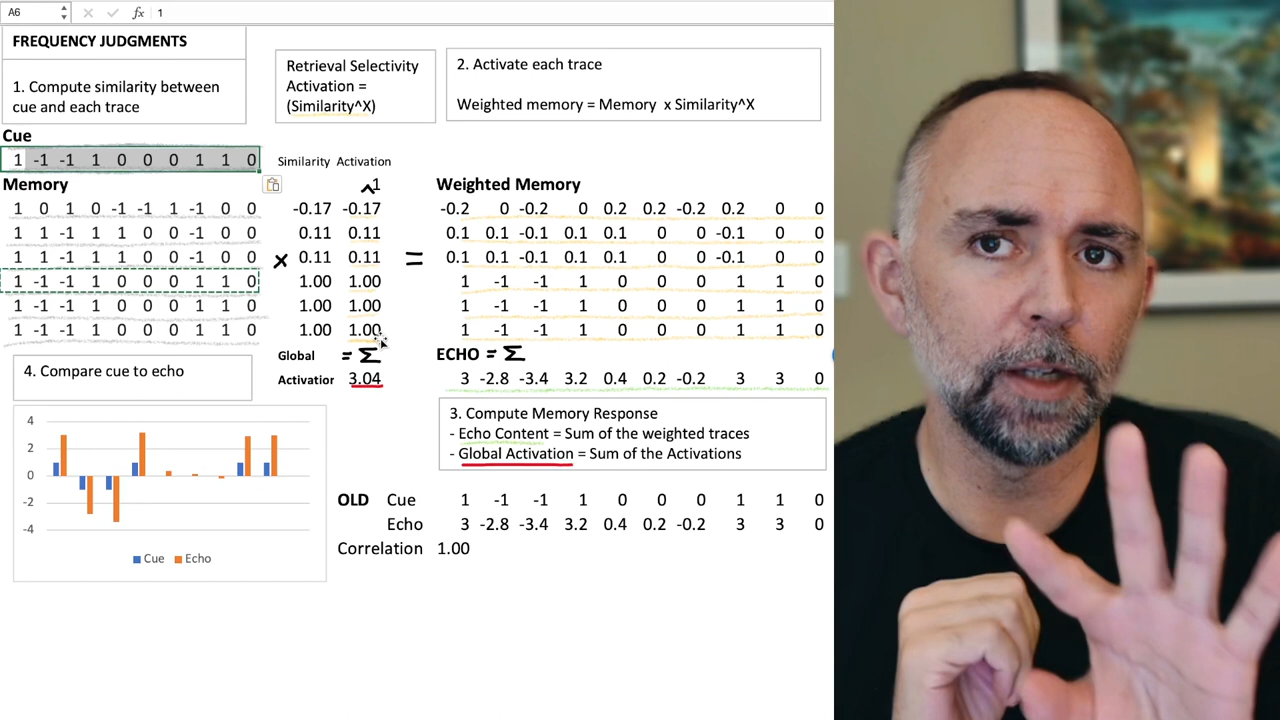 A6 fx 1
FREQUENCY JUDGMENTS
1. Compute similarity between
cue and each trace
Retrieval Selectivity
Activation =
(Similarity^X)
2. Activate each trace
Weighted memory = Memory x Similarity^X
Cue
1 -1 -1 1 0 0 0 1 1 0
Similarity Activation
^1
Memory
Weighted Memory
1 0 1 0 -1 -1 1 -1 0 0 -0.17 -0.17 -0.2 0 -0.2 0 0.2 0.2 -0.2 0.2 0 0
1 1 -1 1 1 0 0 -1 0 0 0.11 0.11 0.1 0.1 -0.1 0.1 0.1 0 0 -0.1 0 0
1 1 -1 1 1 0 0 -1 0 0 × 0.11 0.11 = 0.1 0.1 -0.1 0.1 0.1 0 0 -0.1 0 0
1 -1 -1 1 0 0 0 1 1 0 1.00 1.00 1 -1 -1 1 0 0 0 1 1 0
1 -1 -1 1 0 0 0 1 1 0 1.00 1.00 1 -1 -1 1 0 0 0 1 1 0
1 -1 -1 1 0 0 0 1 1 0 1.00 1.00 1 -1 -1 1 0 0 0 1 1 0
Global = Σ
Activation 3.04
ECHO = Σ
3 -2.8 -3.4 3.2 0.4 0.2 -0.2 3 3 0
4. Compare cue to echo
3. Compute Memory Response
- Echo Content = Sum of the weighted traces
- Global Activation = Sum of the Activations
4
2
0
-2
-4
Cue Echo
OLD Cue 1 -1 -1 1 0 0 0 1 1 0
Echo 3 -2.8 -3.4 3.2 0.4 0.2 -0.2 3 3 0
Correlation 1.00